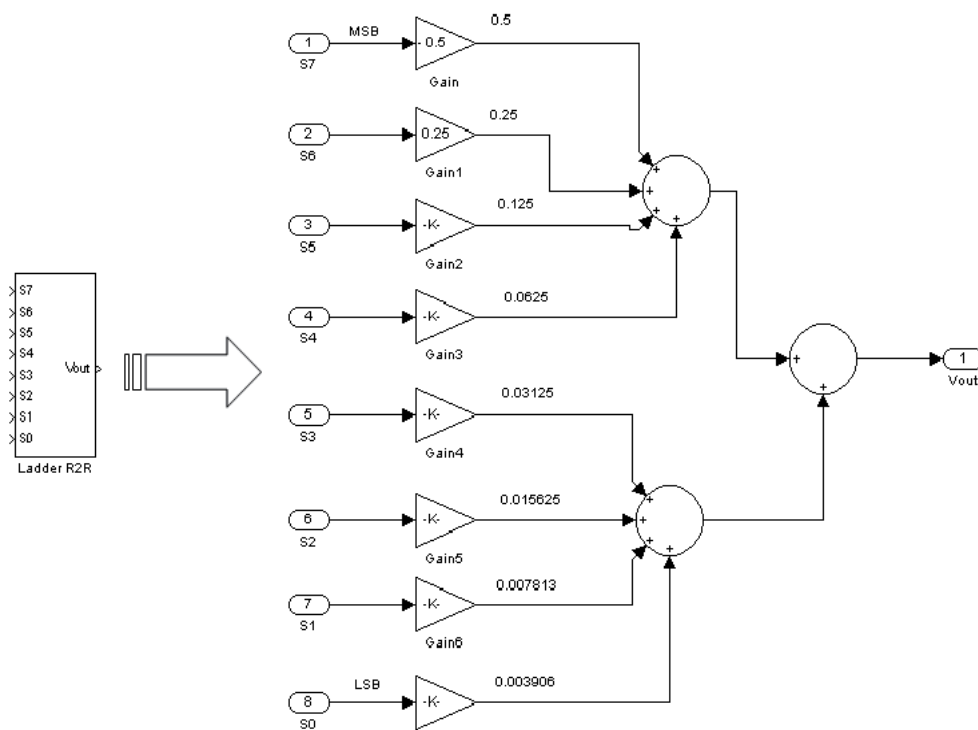 S7
S6
S5
S4
S3
S2
S1
S0
Vout
Ladder R2R
1
S7
MSB
- 0.5
Gain
0.5
2
S6
0.25
Gain1
0.25
3
S5
-K-
Gain2
0.125
4
S4
-K-
Gain3
0.0625
5
S3
-K-
Gain4
0.03125
6
S2
-K-
Gain5
0.015625
7
S1
-K-
Gain6
0.007813
8
S0
LSB
-K-
0.003906
+
+
+
+
+
+
+
+
+
+
1
Vout